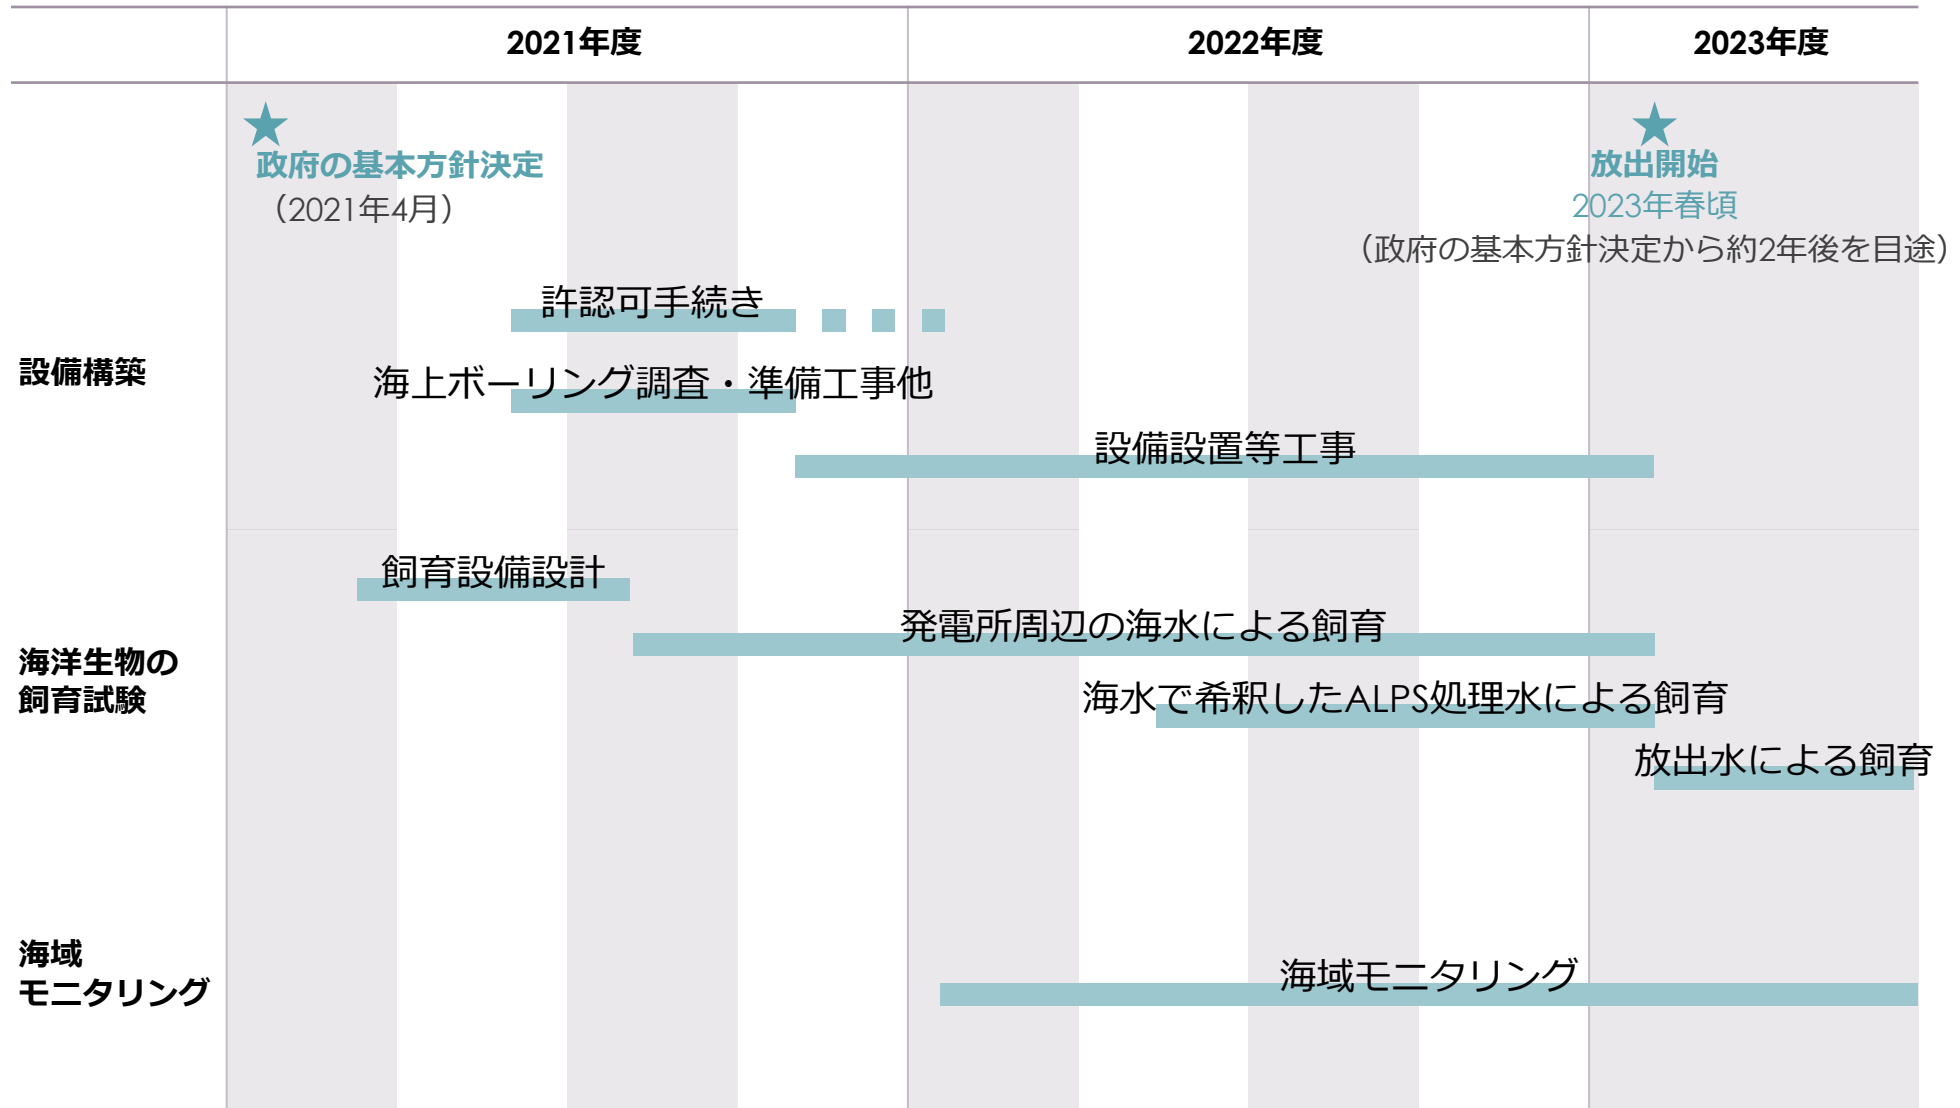 2021年度
2022年度
2023年度
政府の基本方針決定
（2021年4月）
放出開始
2023年春頃
（政府の基本方針決定から約2年後を目途）
設備構築
許認可手続き
海上ボーリング調査・準備工事他
設備設置等工事
海洋生物の
飼育試験
飼育設備設計
発電所周辺の海水による飼育
海水で希釈したALPS処理水による飼育
放出水による飼育
海域
モニタリング
海域モニタリング